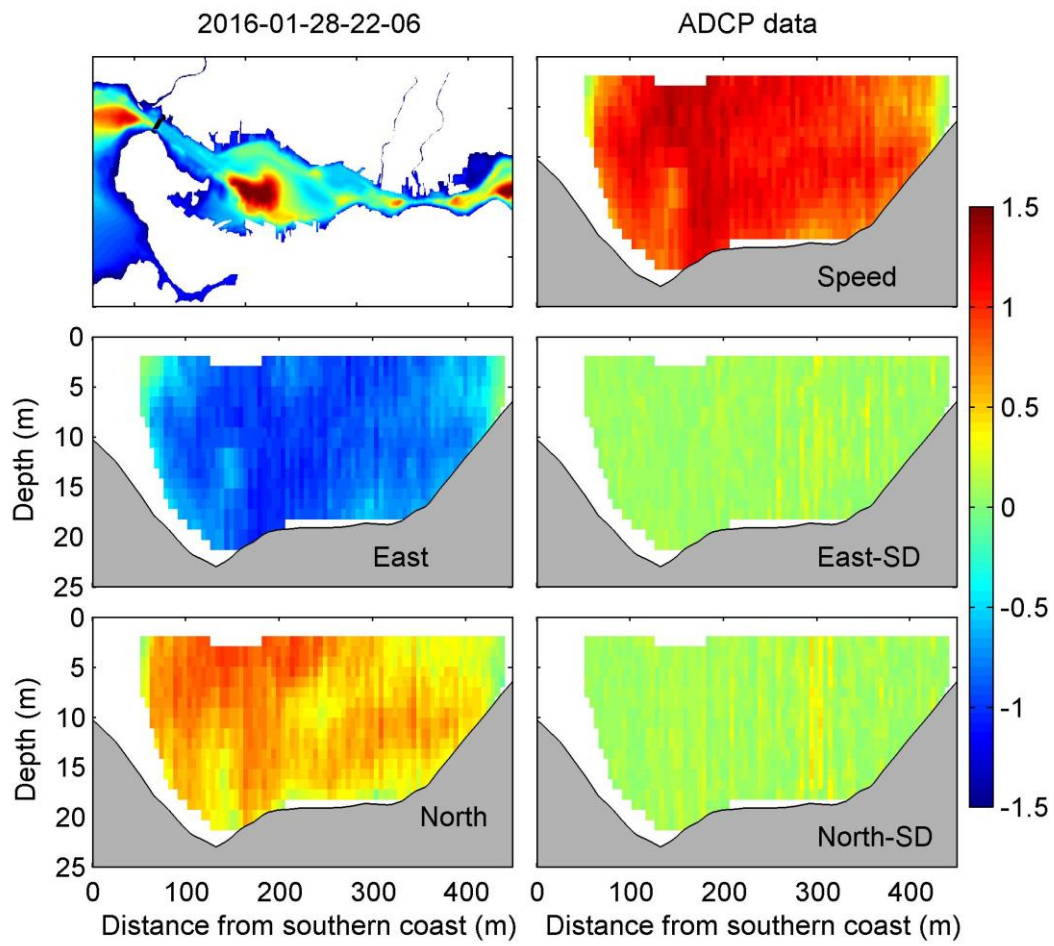 2016-01-28-22-06
ADCP data
Speed
1.5
1
0.5
0
-0.5
-1
-1.5
0
5
10
15
20
25
Depth (m)
East
East-SD
0
5
10
15
20
25
Depth (m)
North
North-SD
0 100 200 300 400
0 100 200 300 400
Distance from southern coast (m)
Distance from southern coast (m)